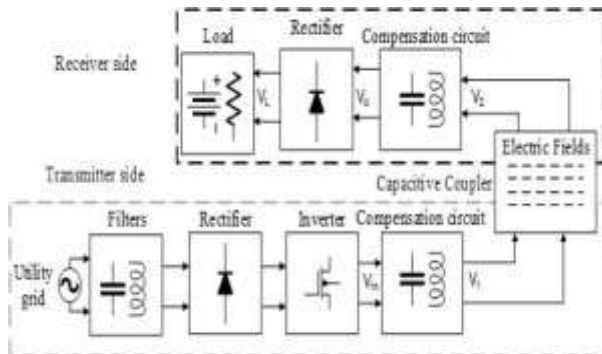 Receiver side
Load
Rectifier
Compensation circuit
+
-
VL
V2
Electric Fields
Capacitive Coupler
Transmitter side
Filters
Rectifier
Inverter
Compensation circuit
Utility
grid
Vin
V1